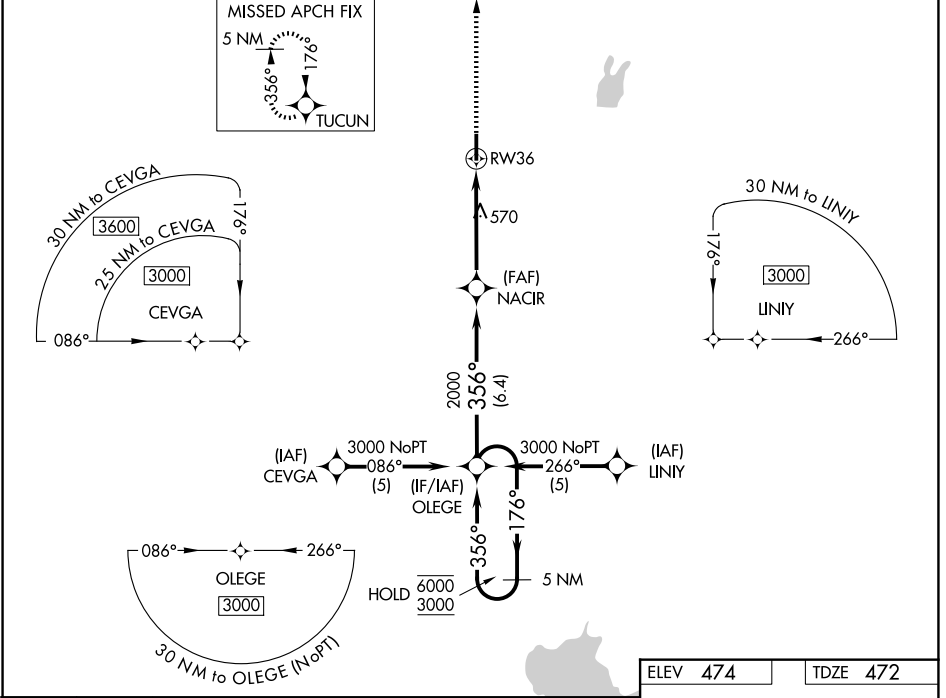 MISSED APCH FIX
5 NM
176°
356°
TUCUN
RW36
570
30 NM to CEVGA
3600
25 NM to CEVGA
3000
CEVGA
176°
086°
30 NM to LINIY
176°
3000
LINIY
266°
(FAF)
NACIR
2000
356°
(6.4)
(IAF)
CEVGA
3000 NoPT
086°
(5)
(IF/IAF)
OLEGE
3000 NoPT
266°
(5)
(IAF)
LINIY
356°
176°
HOLD
6000
3000
5 NM
086°
266°
OLEGE
3000
30 NM to OLEGE (NoPT)
ELEV 474
TDZE 472